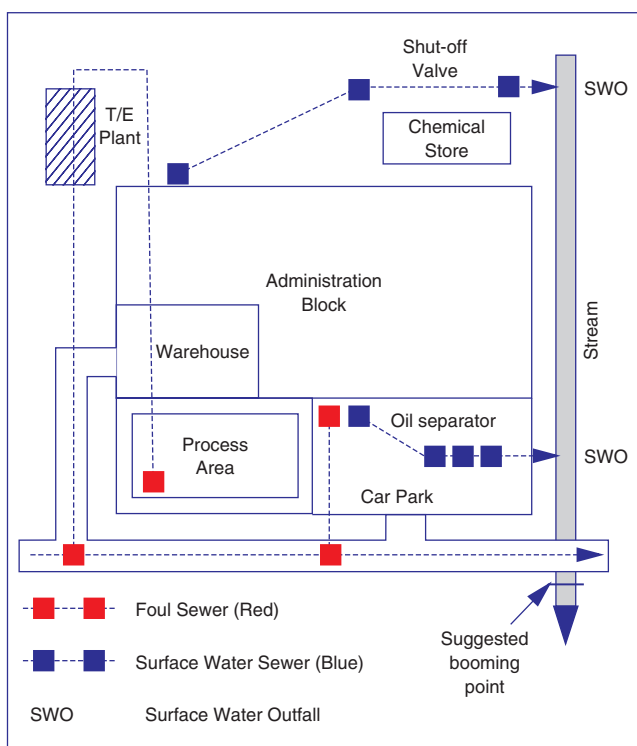 Shut-off
Valve
SWO
T/E
Plant
Chemical
Store
Administration
Block
Stream
Warehouse
Oil separator
Process
Area
SWO
Car Park
Foul Sewer (Red)
Suggested
booming
point
Surface Water Sewer (Blue)
SWO Surface Water Outfall